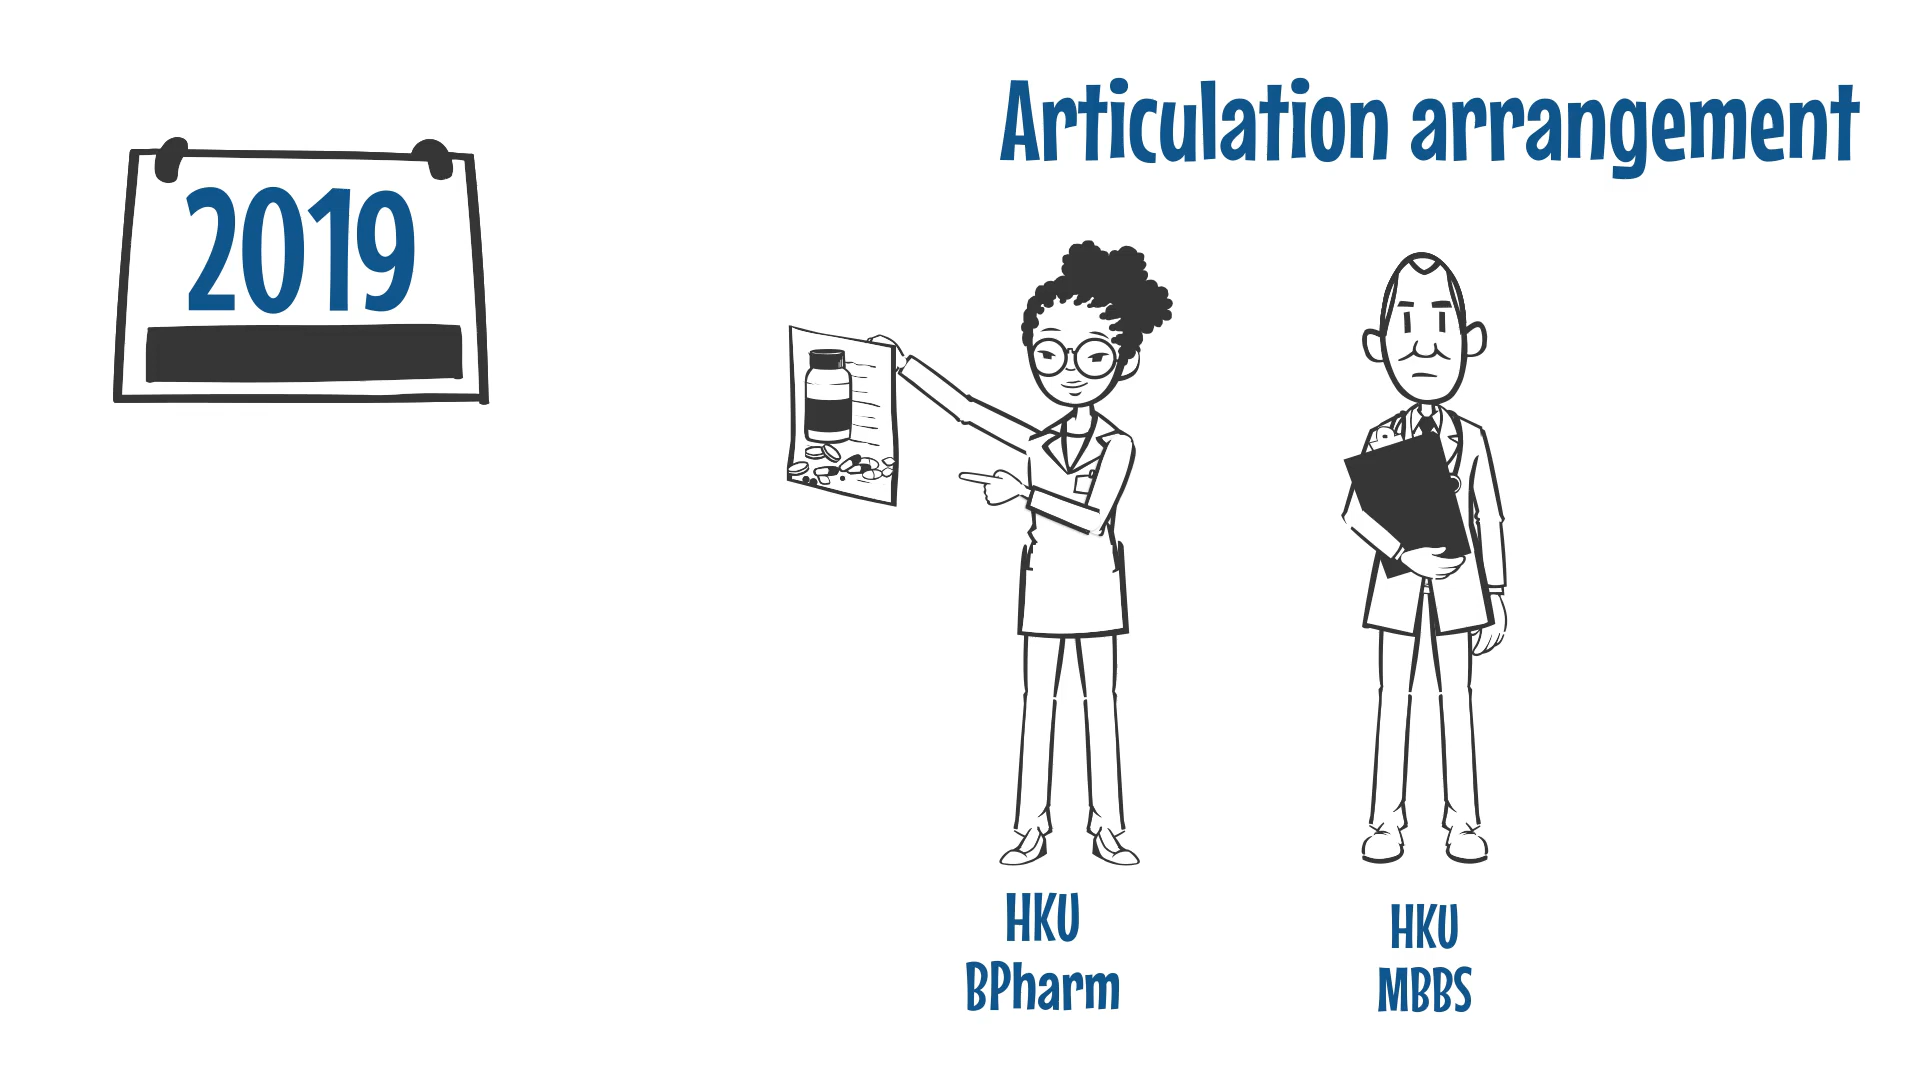 Articulation arrangement
2019
HKU
BPharm
HKU
MBBS